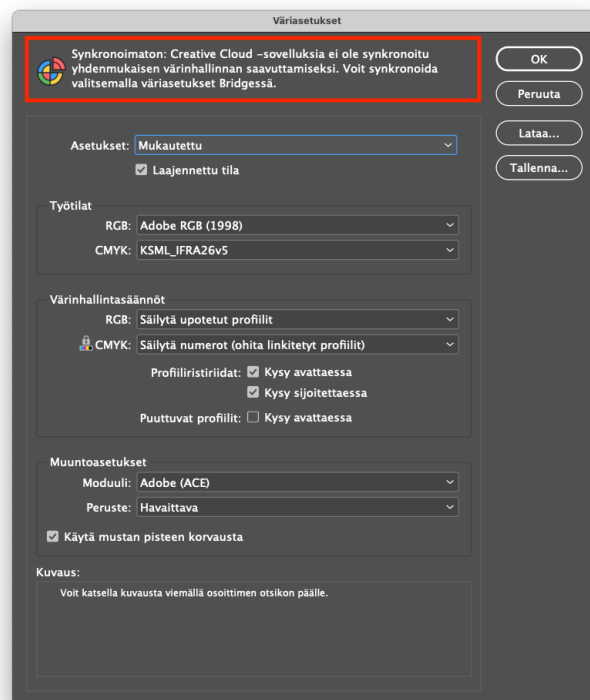 Väriasetukset
Synkronoimaton: Creative Cloud -sovelluksia ei ole synkronoitu
yhdenmukaisen värinhallinnan saavuttamiseksi. Voit synkronoida
valitsemalla väriasetukset Bridgessä.
OK
Peruuta
Lataa...
Tallenna...
Asetukset: Mukautettu
Laajennettu tila
Työtilat
RGB: Adobe RGB (1998)
CMYK: KSML_IFRA26v5
Värinhallintasäännöt
RGB: Säilytä upotetut profiilit
CMYK: Säilytä numerot (ohita linkitetyt profiilit)
Profiiliristiriidat: Kysy avattaessa
Kysy sijoitettaessa
Puuttuvat profiilit: Kysy avattaessa
Muuntoasetukset
Moduuli: Adobe (ACE)
Peruste: Havaittava
Käytä mustan pisteen korvausta
Kuvaus:
Voit katsella kuvausta viemällä osoittimen otsikon päälle.